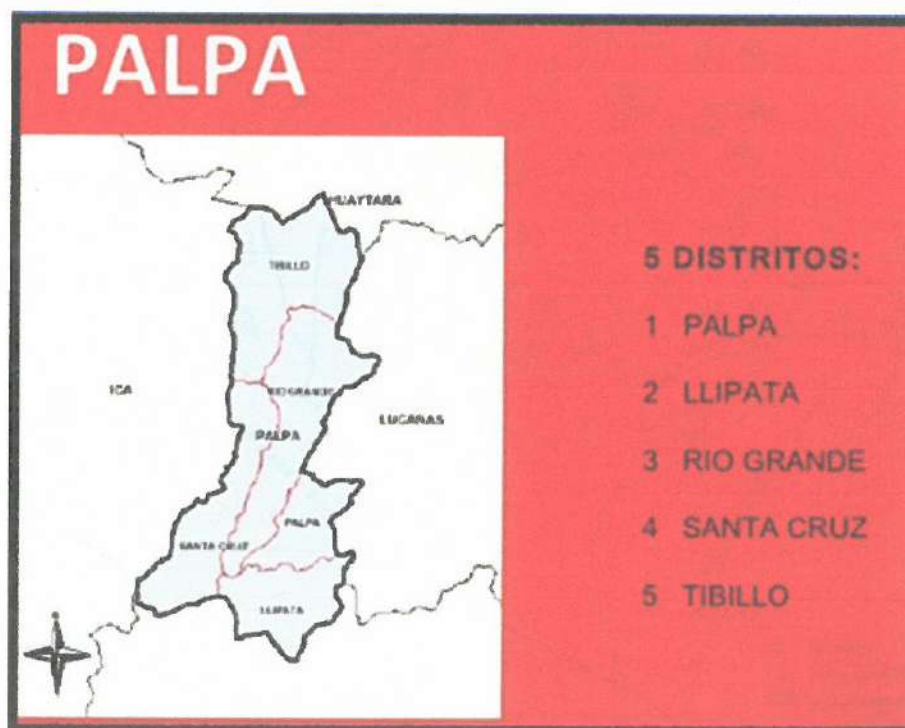 PALPA
HUAYTARA
TIBILLO
ICA
RIO GRANDE
LUCANAS
PALPA
PALPA
SANTA CRUZ
LLIPATA
5 DISTRITOS:
1 PALPA
2 LLIPATA
3 RIO GRANDE
4 SANTA CRUZ
5 TIBILLO